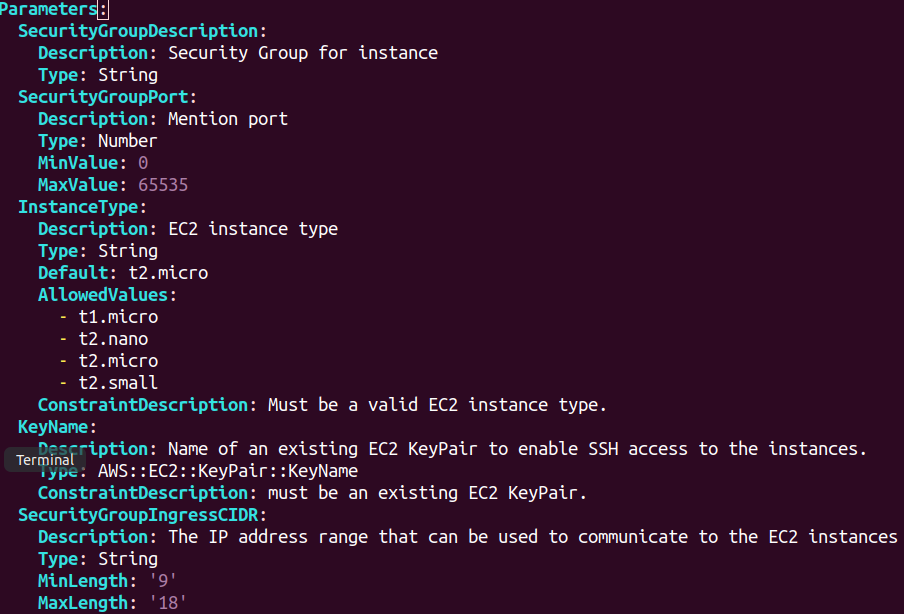 Parameters:
  SecurityGroupDescription:
    Description: Security Group for instance
    Type: String
  SecurityGroupPort:
    Description: Mention port
    Type: Number
    MinValue: 0
    MaxValue: 65535
  InstanceType:
    Description: EC2 instance type
    Type: String
    Default: t2.micro
    AllowedValues:
      - t1.micro
      - t2.nano
      - t2.micro
      - t2.small
    ConstraintDescription: Must be a valid EC2 instance type.
  KeyName:
    Description: Name of an existing EC2 KeyPair to enable SSH access to the instances.
Terminal
    Type: AWS::EC2::KeyPair::KeyName
    ConstraintDescription: must be an existing EC2 KeyPair.
  SecurityGroupIngressCIDR:
    Description: The IP address range that can be used to communicate to the EC2 instances
    Type: String
    MinLength: '9'
    MaxLength: '18'